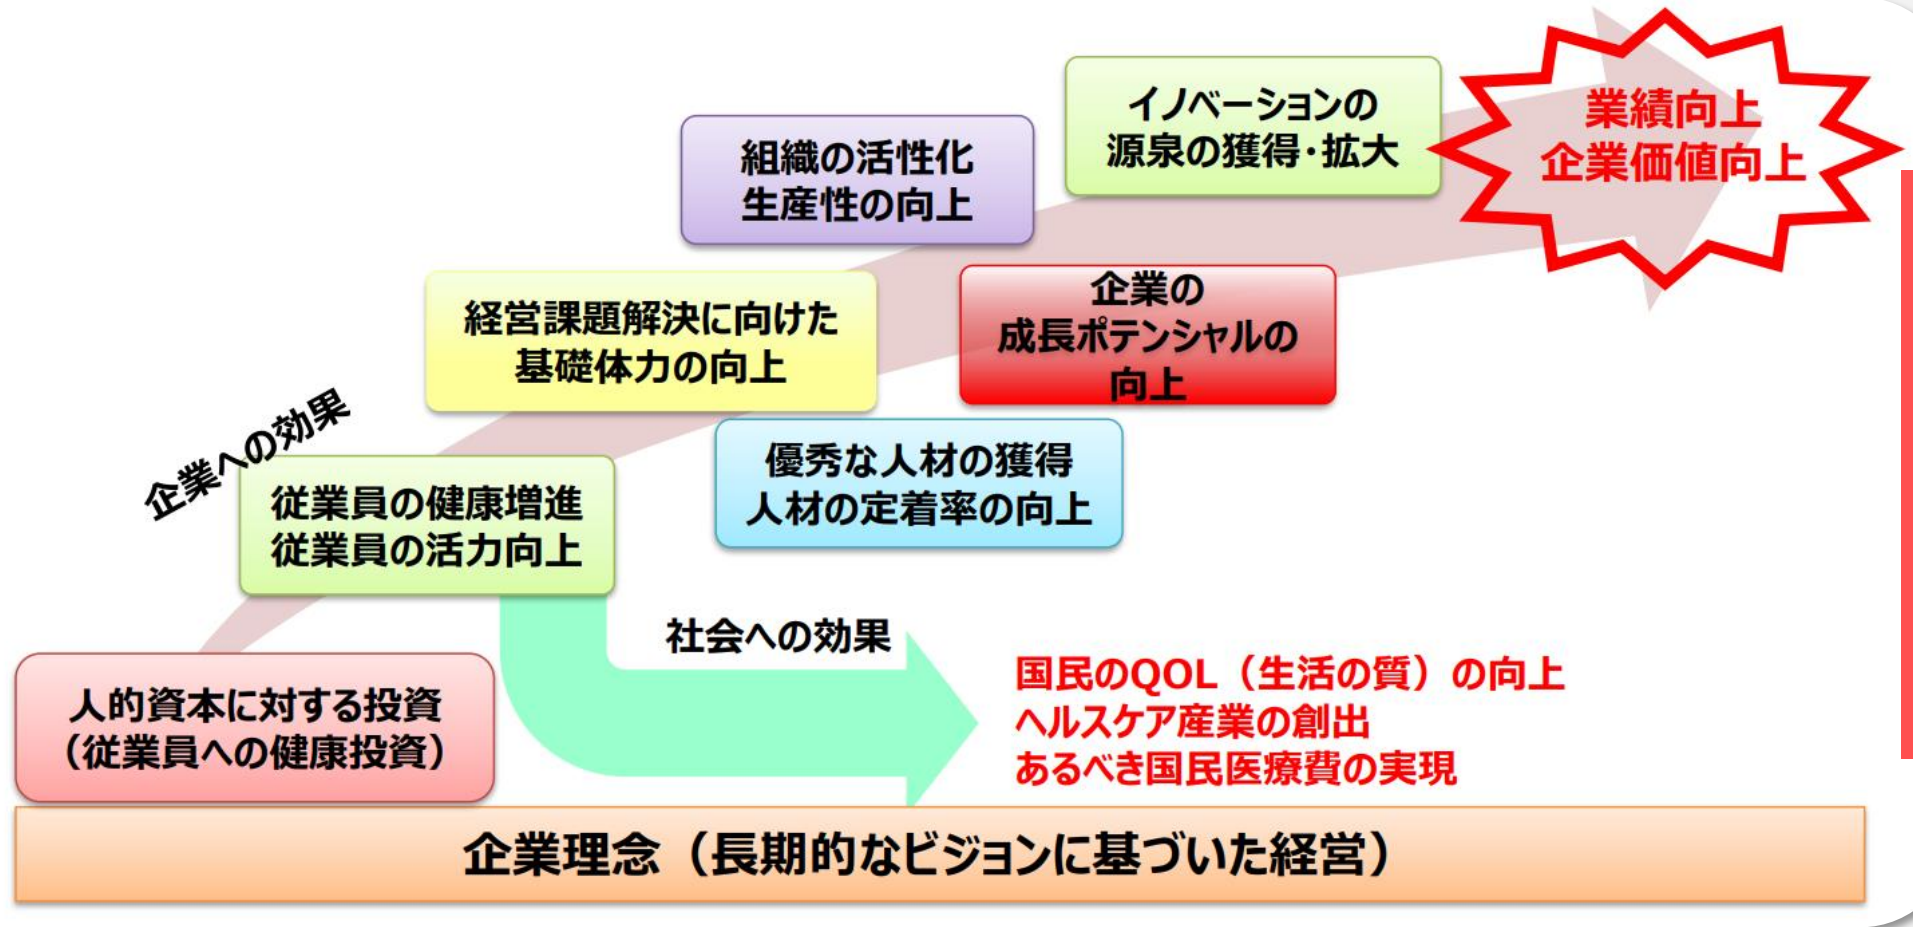 イノベーションの
源泉の獲得・拡大
業績向上
企業価値向上
組織の活性化
生産性の向上
経営課題解決に向けた
基礎体力の向上
企業の
成長ポテンシャルの
向上
企業への効果
従業員の健康増進
従業員の活力向上
優秀な人材の獲得
人材の定着率の向上
社会への効果
人的資本に対する投資
（従業員への健康投資）
国民のQOL（生活の質）の向上
ヘルスケア産業の創出
あるべき国民医療費の実現
企業理念（長期的なビジョンに基づいた経営）